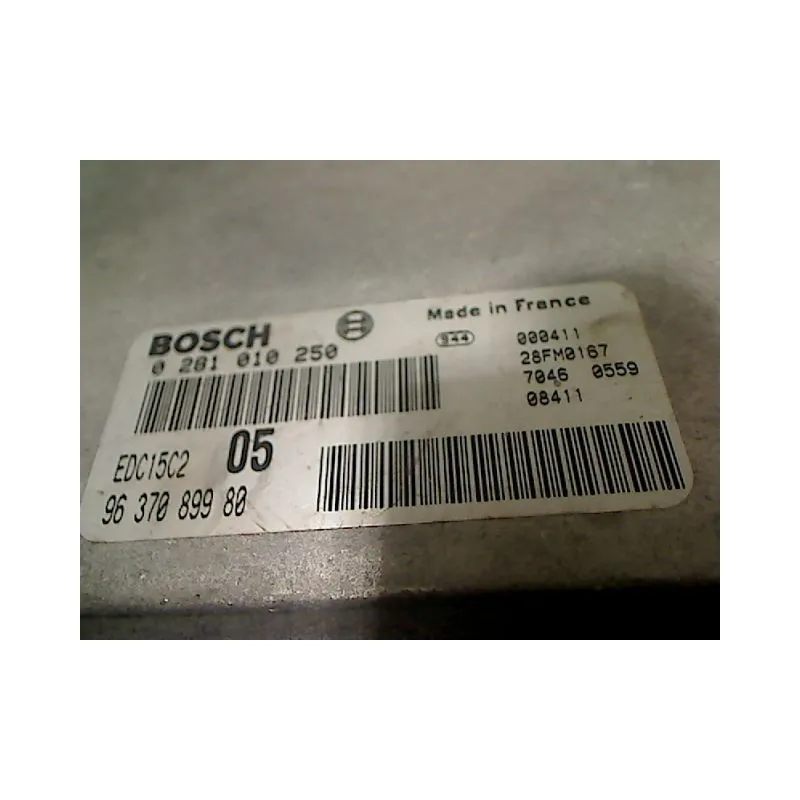 BOSCH
0 281 010 250
Made in France
944
000411
28FM0167
7046 0559
08411
EDC15C2
05
96 370 899 80